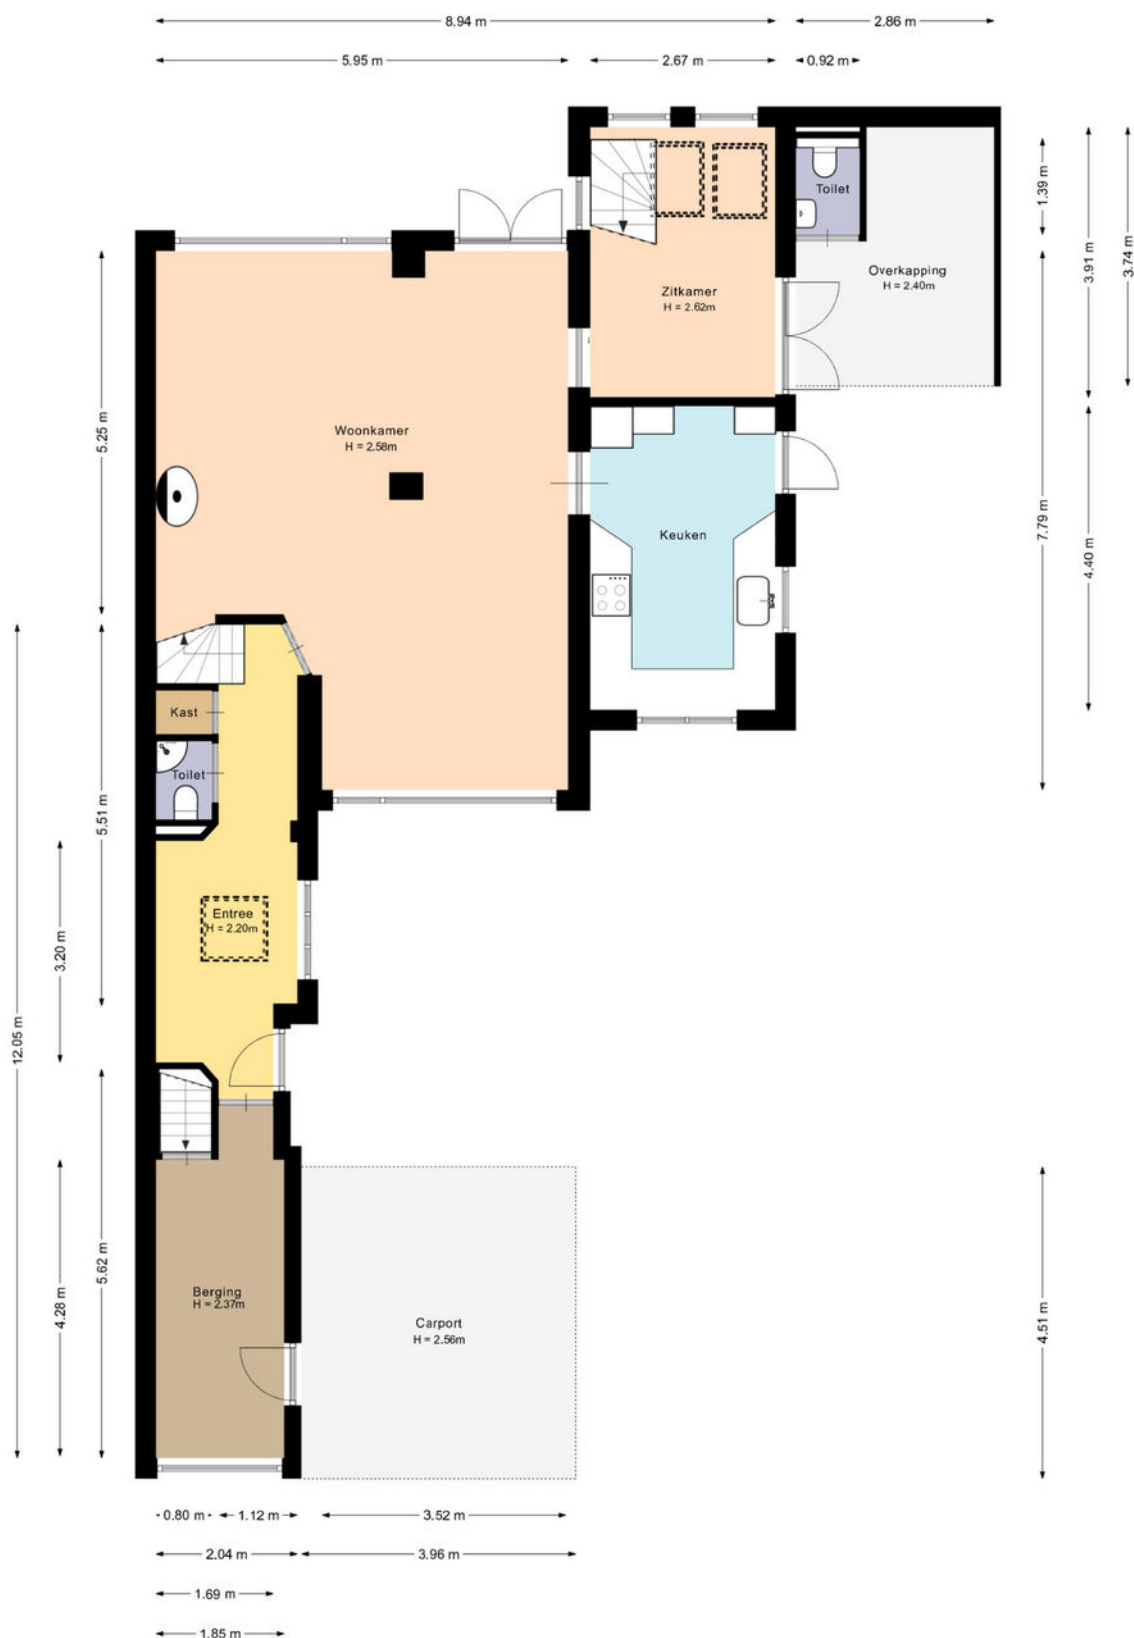 8.94 m
2.86 m
5.95 m
2.67 m
0.92 m
1.39 m
3.91 m
3.74 m
Toilet
Overkapping
H = 2.40m
Zitkamer
H = 2.62m
Woonkamer
H = 2.58m
5.25 m
7.79 m
4.40 m
Keuken
Kast
Toilet
5.51 m
Entree
H = 2.20m
3.20 m
12.05 m
5.62 m
4.28 m
Berging
H = 2.37m
Carport
H = 2.56m
4.51 m
0.80 m
1.12 m
3.52 m
2.04 m
3.96 m
1.69 m
1.85 m